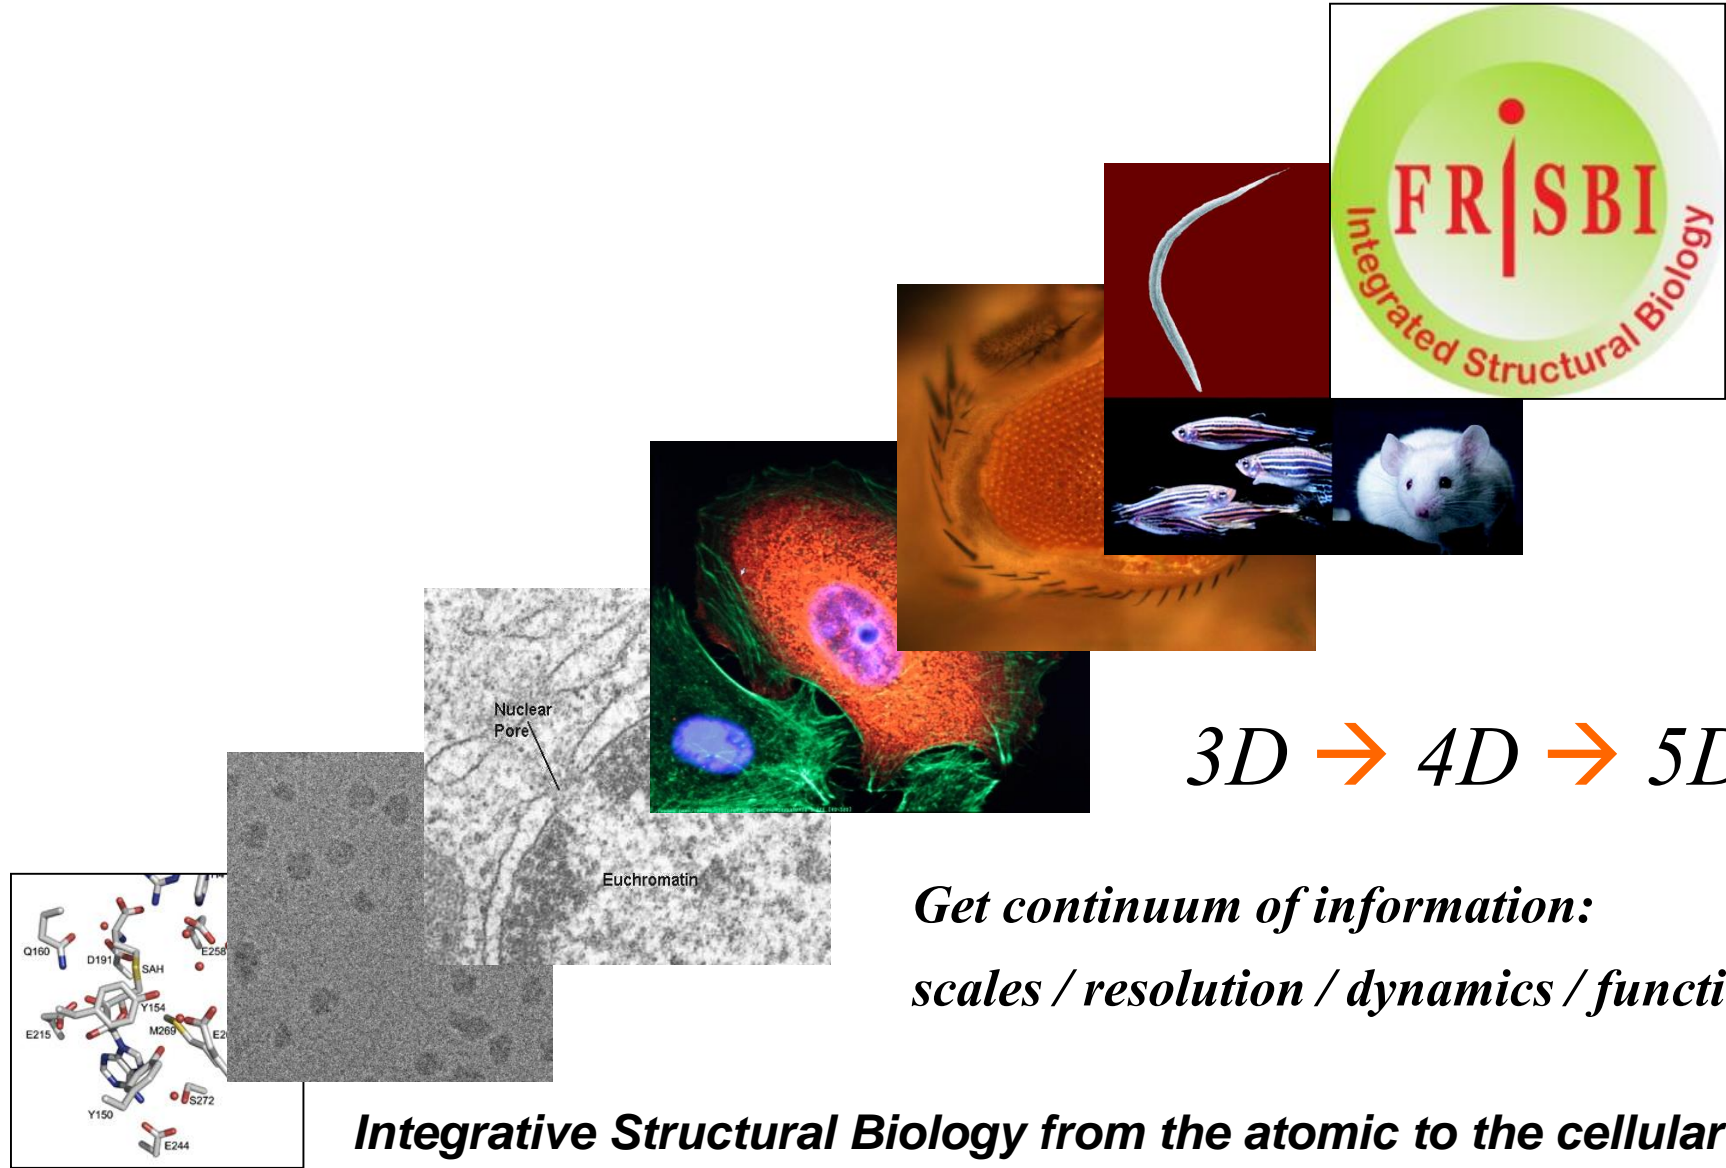 FRISBI
Integrated Structural Biology
Nuclear
Pore
3D → 4D → 5D
Euchromatin
Get continuum of information:
scales / resolution / dynamics / functi
Q160
D191
E258
SAH
Y154
E215
M269
Y150
S272
E244
Integrative Structural Biology from the atomic to the cellular